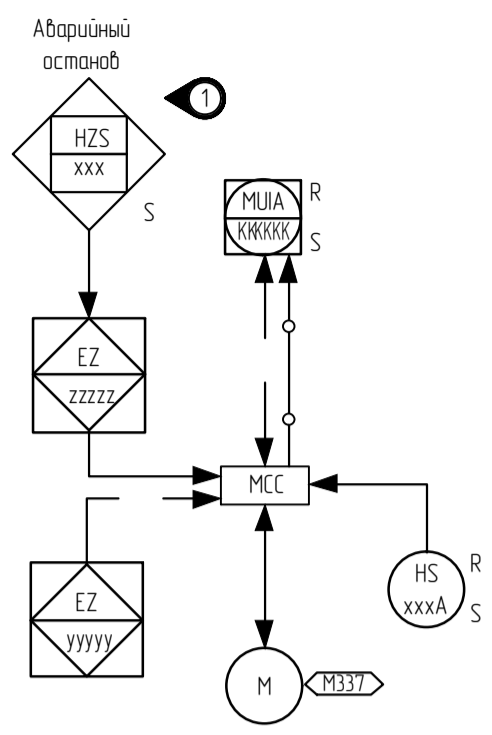 Аварийный
останов
1
HZS
xxx
S
MUIA
KKKKKK
R
S
EZ
zzzzz
MCC
EZ
yyyyy
HS
xxxA
R
S
M
M337